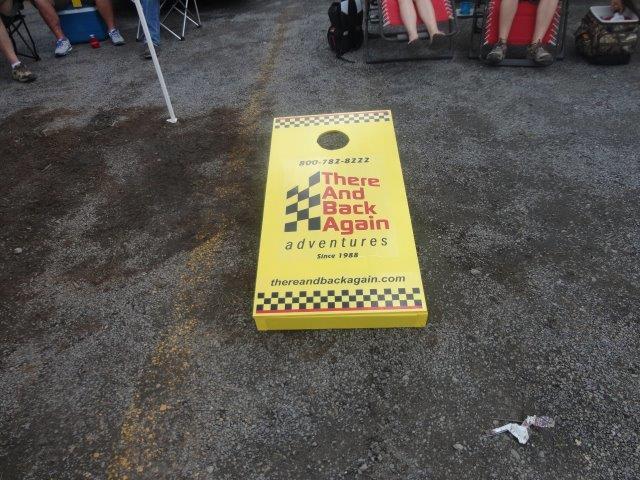 800-782-8222
There
And
Back
Again
adventures
Since 1988
thereandbackagain.com